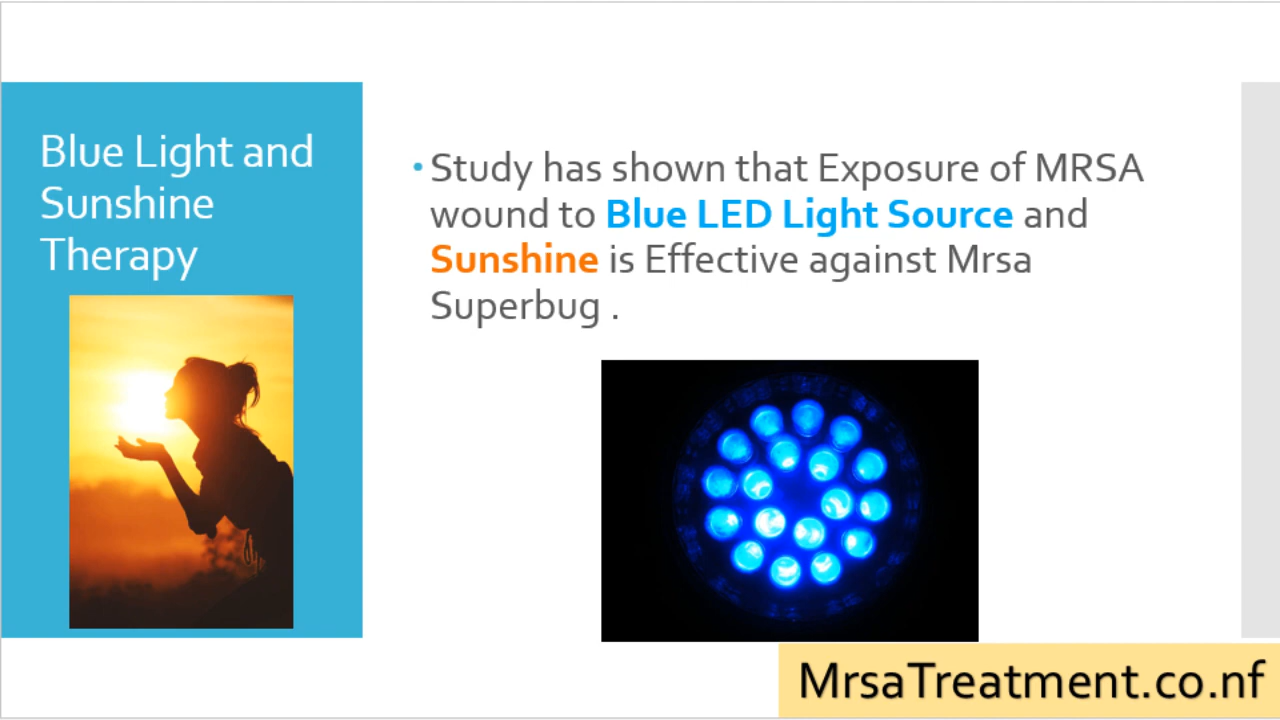 Blue Light and
Sunshine
Therapy
• Study has shown that Exposure of MRSA
wound to Blue LED Light Source and
Sunshine is Effective against Mrsa
Superbug .
MrsaTreatment.co.nf